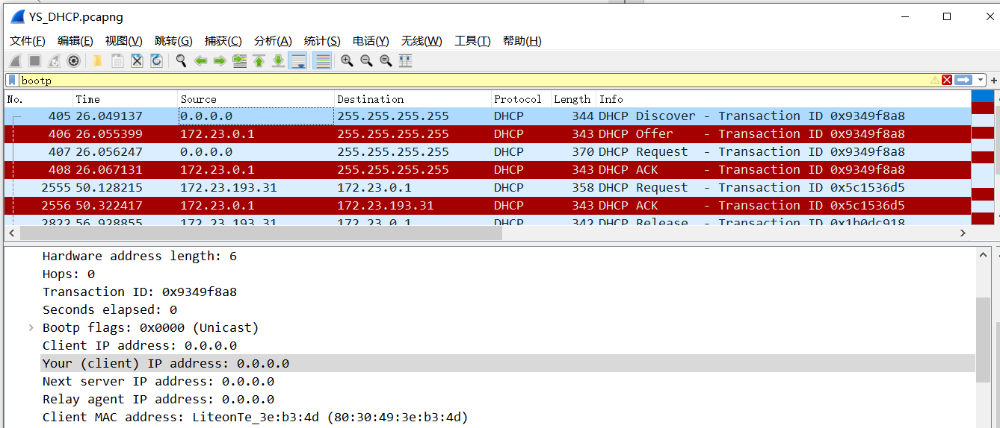 YS_DHCP.pcapng
文件(F) 编辑(E) 视图(V) 跳转(G) 捕获(C) 分析(A) 统计(S) 电话(Y) 无线(W) 工具(T) 帮助(H)
bootp
No. Time Source Destination Protocol Length Info
405 26.049137 0.0.0.0 255.255.255.255 DHCP 344 DHCP Discover - Transaction ID 0x9349f8a8
406 26.055399 172.23.0.1 255.255.255.255 DHCP 343 DHCP Offer - Transaction ID 0x9349f8a8
407 26.056247 0.0.0.0 255.255.255.255 DHCP 370 DHCP Request - Transaction ID 0x9349f8a8
408 26.067131 172.23.0.1 255.255.255.255 DHCP 343 DHCP ACK - Transaction ID 0x9349f8a8
2555 50.128215 172.23.193.31 172.23.0.1 DHCP 358 DHCP Request - Transaction ID 0x5c1536d5
2556 50.322417 172.23.0.1 172.23.193.31 DHCP 343 DHCP ACK - Transaction ID 0x5c1536d5
2822 56.928855 172.23.193.31 172.23.0.1 DHCP 342 DHCP Release - Transaction ID 0x1b0dc918
Hardware address length: 6
Hops: 0
Transaction ID: 0x9349f8a8
Seconds elapsed: 0
Bootp flags: 0x0000 (Unicast)
Client IP address: 0.0.0.0
Your (client) IP address: 0.0.0.0
Next server IP address: 0.0.0.0
Relay agent IP address: 0.0.0.0
Client MAC address: LiteonTe_3e:b3:4d (80:30:49:3e:b3:4d)